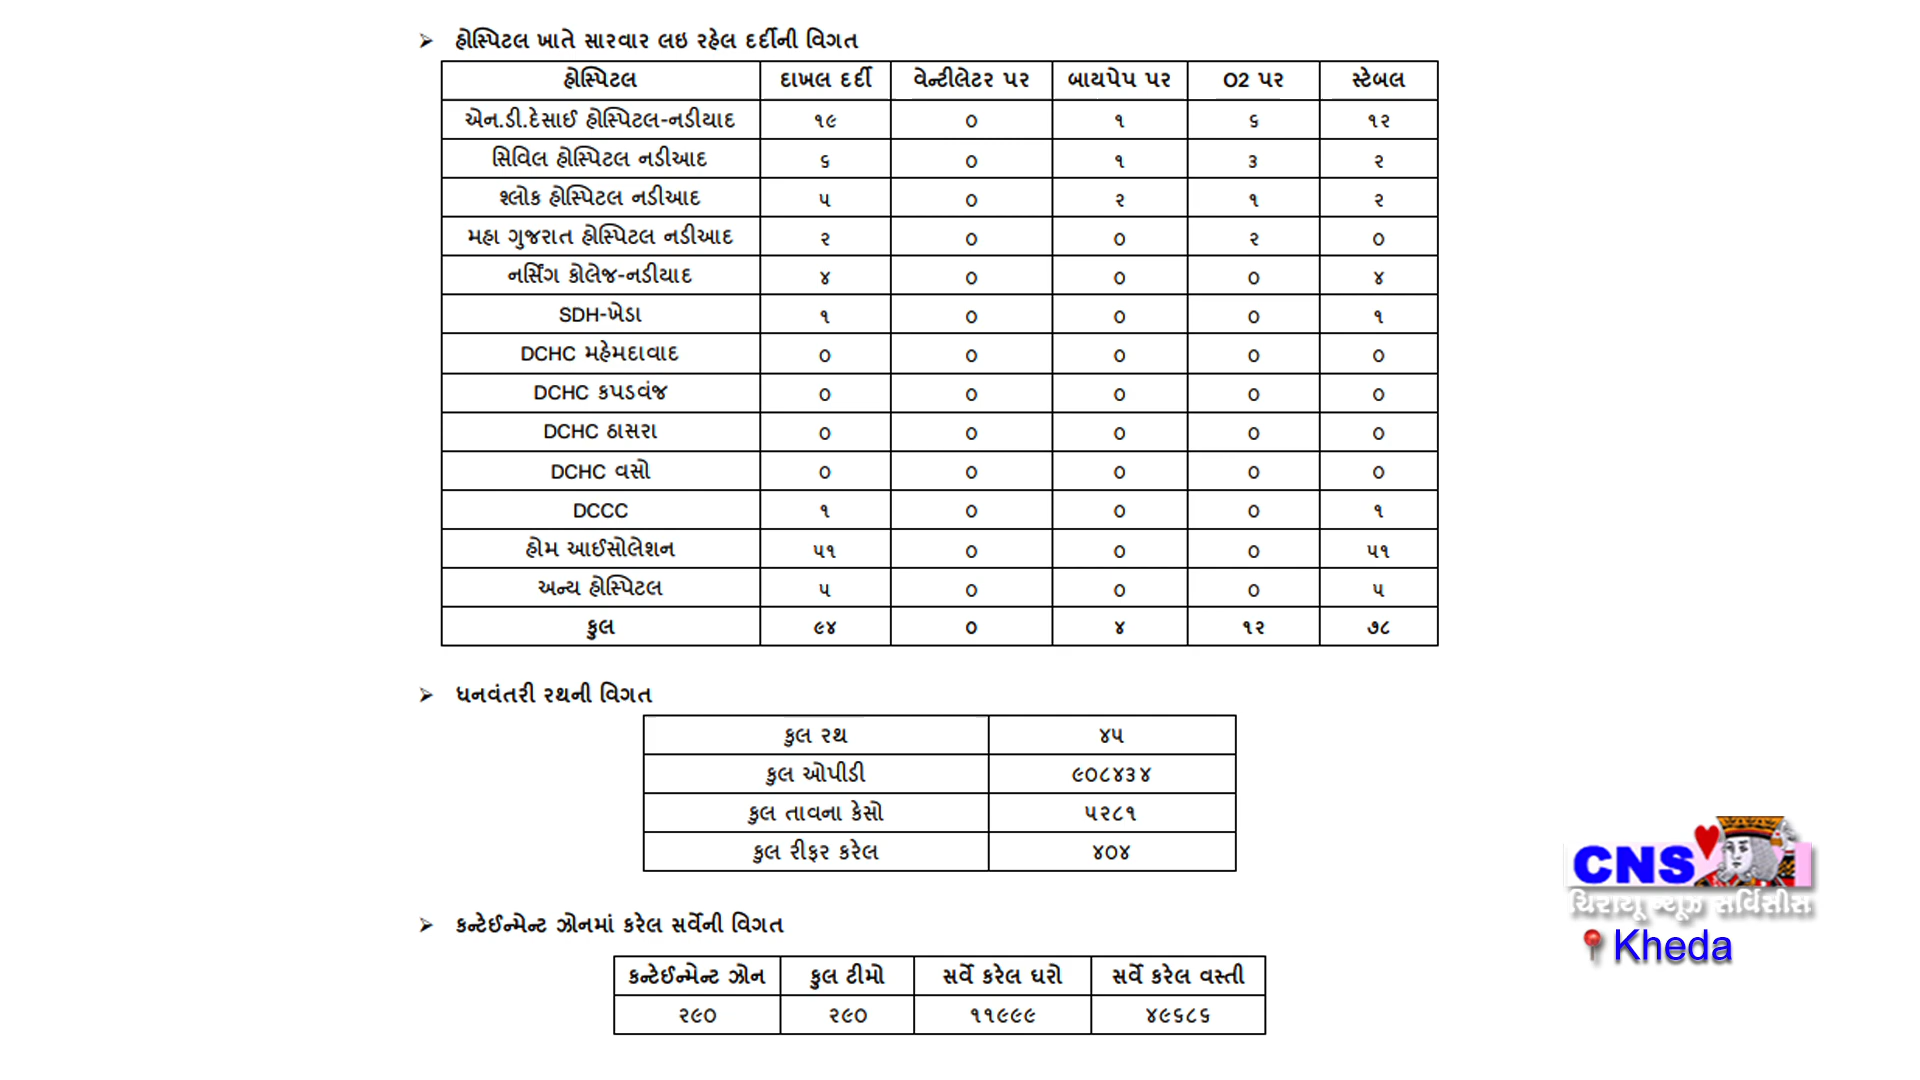 ➢ હોસ્પિટલ ખાતે સારવાર લઇ રહેલ દર્દીની વિગત
હોસ્પિટલ દાખલ દર્દી વેન્ટીલેટર પર બાયપેપ પર O2 પર સ્ટેબલ
એન.ડી.દેસાઈ હોસ્પિટલ-નડીયાદ ૧૯ ૦ ૧ ૬ ૧૨
સિવિલ હોસ્પિટલ નડીઆદ ૬ ૦ ૧ ૩ ૨
શ્લોક હોસ્પિટલ નડીઆદ ૫ ૦ ૨ ૧ ૨
મહા ગુજરાત હોસ્પિટલ નડીઆદ ૨ ૦ ૦ ૨ ૦
નર્સિંગ કોલેજ-નડીયાદ ૪ ૦ ૦ ૦ ૪
SDH-ખેડા ૧ ૦ ૦ ૦ ૧
DCHC મહેમદાવાદ ૦ ૦ ૦ ૦ ૦
DCHC કપડવંજ ૦ ૦ ૦ ૦ ૦
DCHC ઠાસરા ૦ ૦ ૦ ૦ ૦
DCHC વસો ૦ ૦ ૦ ૦ ૦
DCCC ૧ ૦ ૦ ૦ ૧
હોમ આઈસોલેશન ૫૧ ૦ ૦ ૦ ૫૧
અન્ય હોસ્પિટલ ૫ ૦ ૦ ૦ ૫
કુલ ૯૪ ૦ ૪ ૧૨ ૭૮
➢ ધનવંતરી રથની વિગત
કુલ રથ ૪૫
કુલ ઓપીડી ૯૦૮૪૩૪
કુલ તાવના કેસો ૫૨૮૧
કુલ રીફર કરેલ ૪૦૪
➢ કન્ટેઈન્મેન્ટ ઝોનમાં કરેલ સર્વેની વિગત
કન્ટેઈન્મેન્ટ ઝોન કુલ ટીમો સર્વે કરેલ ઘરો સર્વે કરેલ વસ્તી
૨૯૦ ૨૯૦ ૧૧૯૯૯ ૪૯૬૮૬
CNS
ચિરાયૂ ન્યૂઝ સર્વિસીસ
Kheda